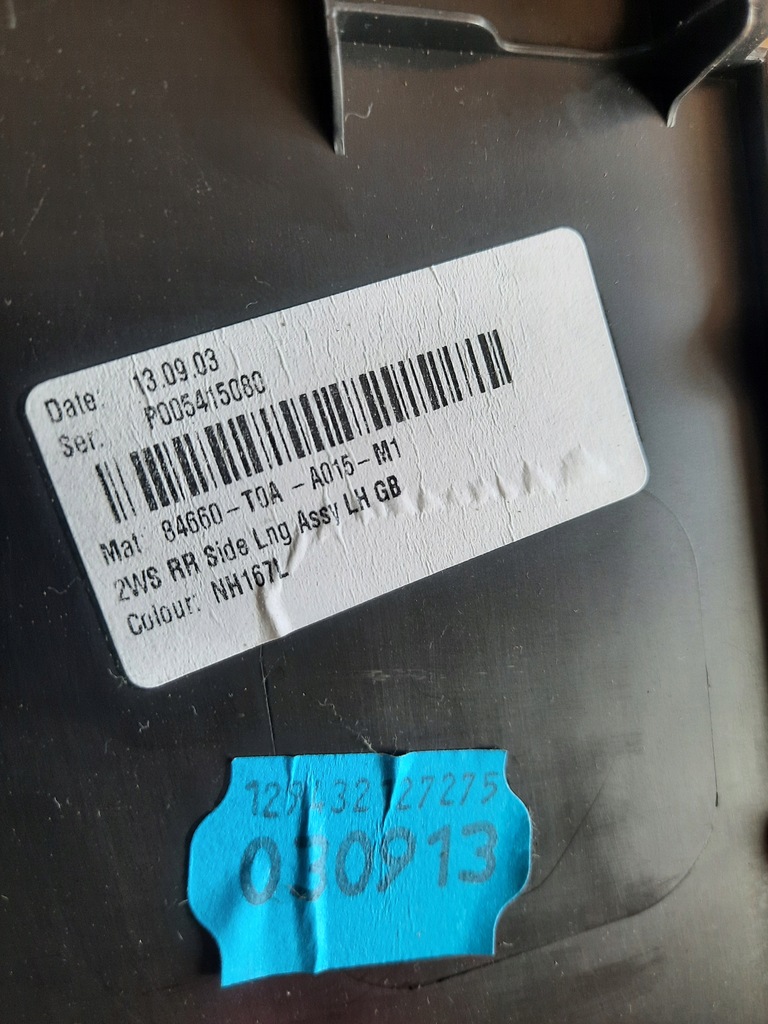 Date: 13.09.03
Ser: P005415080
Mat: 84660-T0A -A015-M1
2WS RR Side Lng Assy LH GB
Colour: NH167L
27275
030913